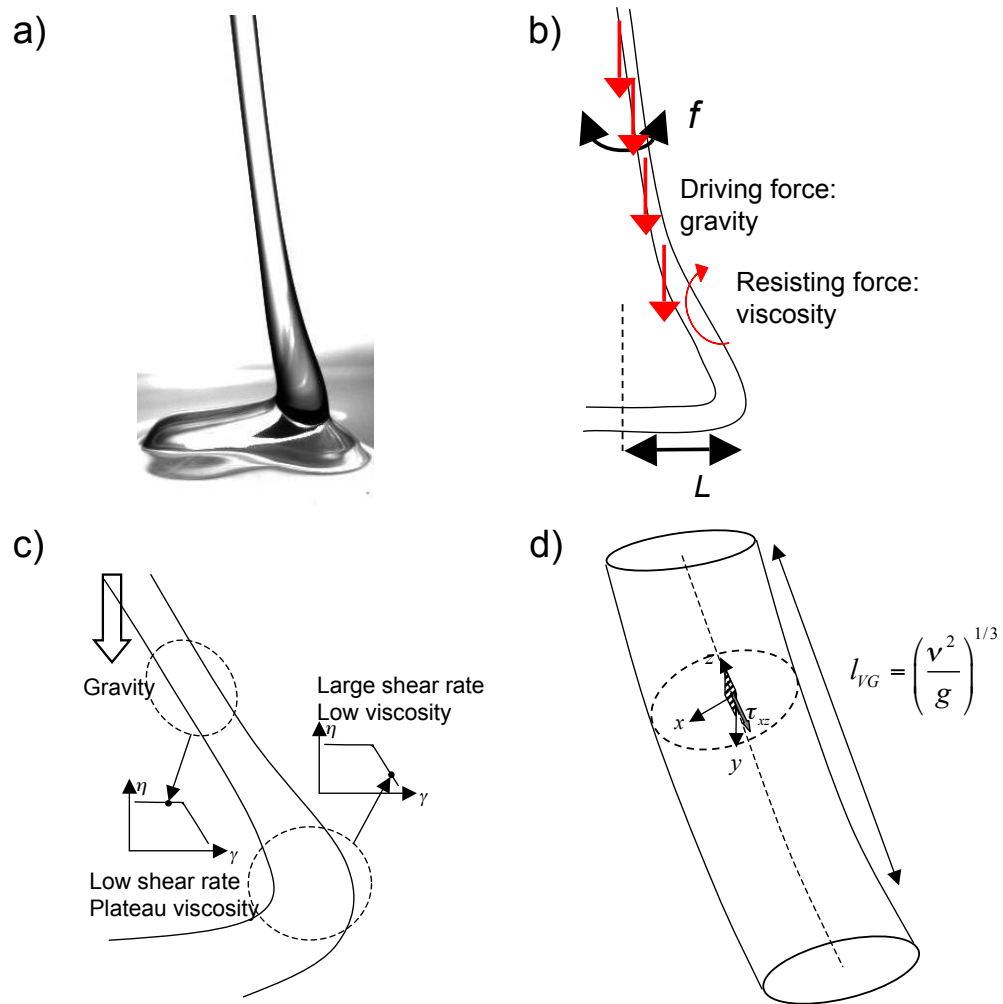 a)
b)
f
Driving force:
gravity
Resisting force:
viscosity
L
c)
Gravity
Large shear rate
Low viscosity
η
γ
η
γ
Low shear rate
Plateau viscosity
d)
z
x
τxz
y
l_VG = (ν²/g)^1/3